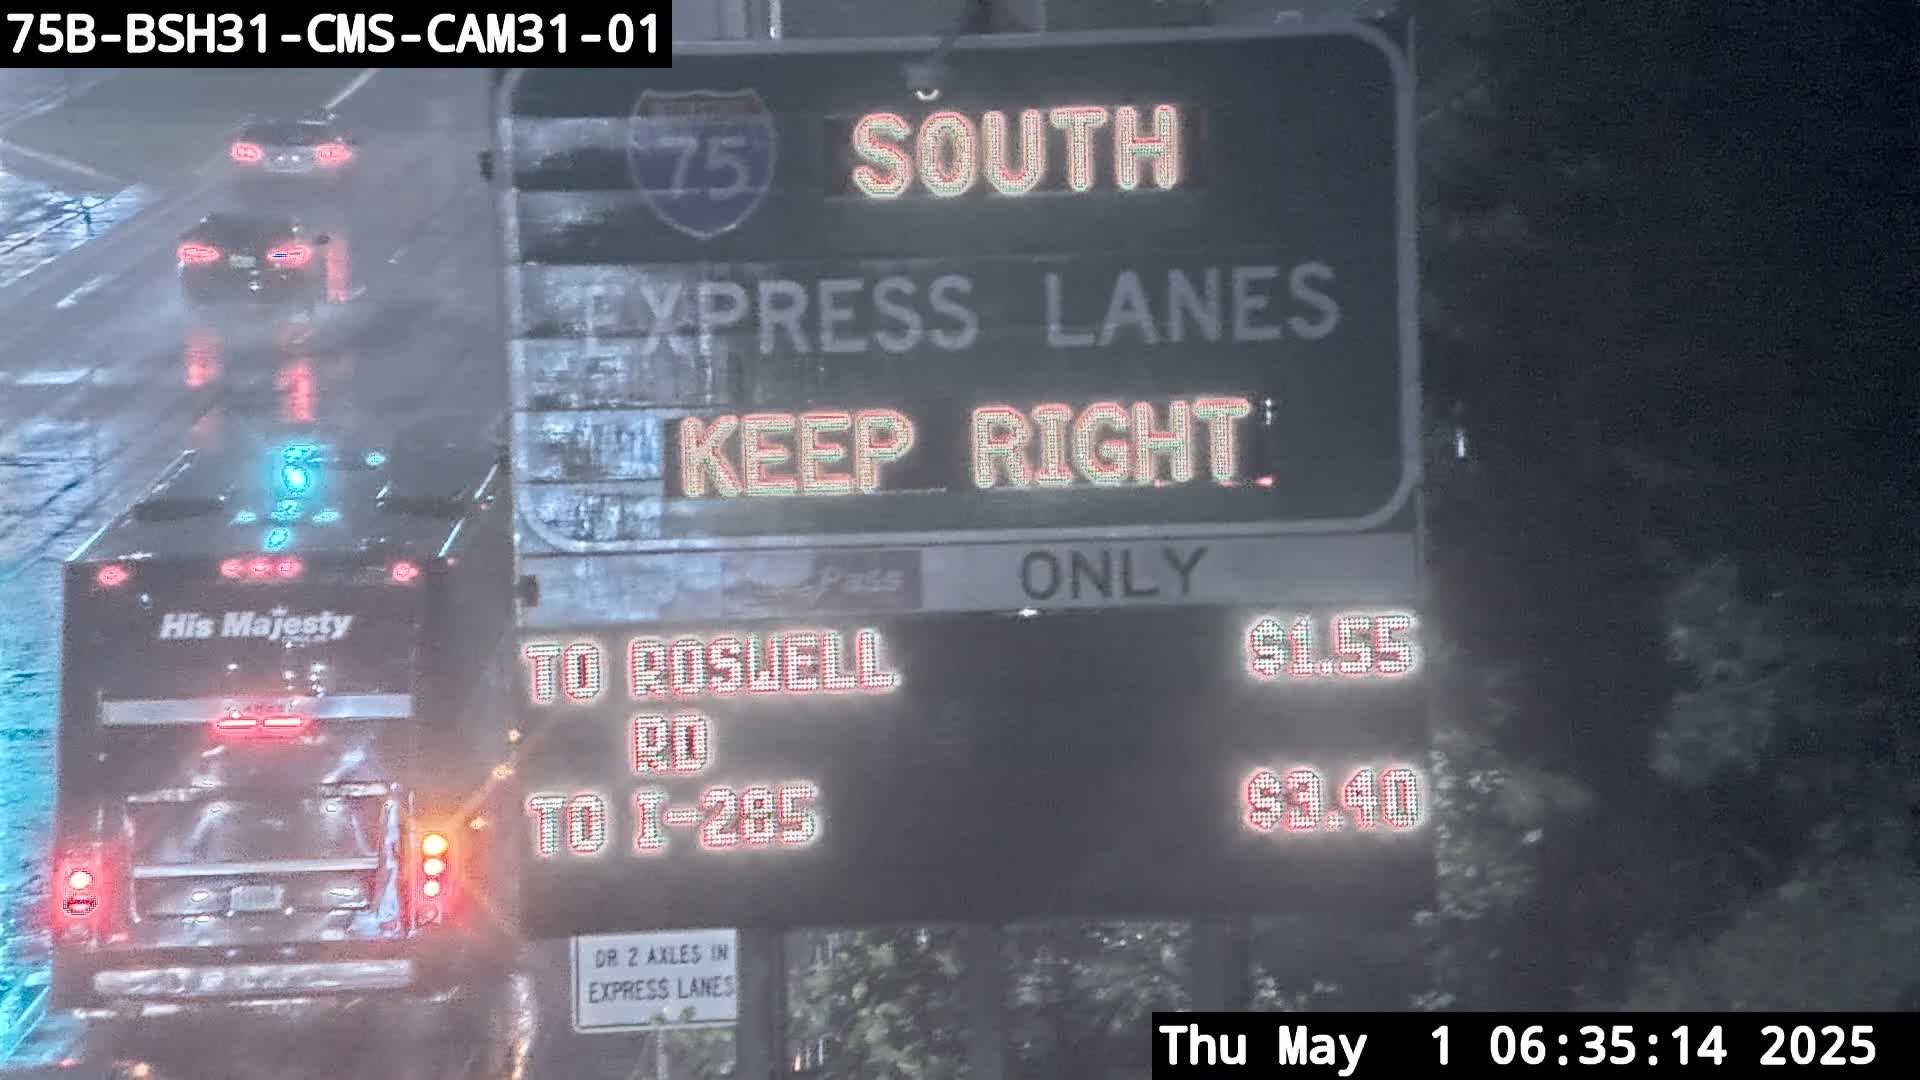 75B-BSH31-CMS-CAM31-01
75 SOUTH
EXPRESS LANES
KEEP RIGHT
Pass ONLY
TO ROSWELL $1.55
RD
TO I-285 $3.40
His Majesty
OR 2 AXLES IN
EXPRESS LANES
Thu May 1 06:35:14 2025